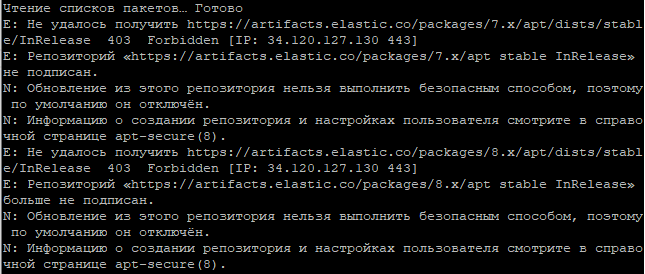 Чтение списков пакетов… Готово
E: Не удалось получить https://artifacts.elastic.co/packages/7.x/apt/dists/stabl
e/InRelease  403  Forbidden [IP: 34.120.127.130 443]
E: Репозиторий «https://artifacts.elastic.co/packages/7.x/apt stable InRelease»
не подписан.
N: Обновление из этого репозитория нельзя выполнить безопасным способом, поэтому
 по умолчанию он отключён.
N: Информацию о создании репозитория и настройках пользователя смотрите в справо
чной странице apt-secure(8).
E: Не удалось получить https://artifacts.elastic.co/packages/8.x/apt/dists/stabl
e/InRelease  403  Forbidden [IP: 34.120.127.130 443]
E: Репозиторий «https://artifacts.elastic.co/packages/8.x/apt stable InRelease»
больше не подписан.
N: Обновление из этого репозитория нельзя выполнить безопасным способом, поэтому
 по умолчанию он отключён.
N: Информацию о создании репозитория и настройках пользователя смотрите в справо
чной странице apt-secure(8).